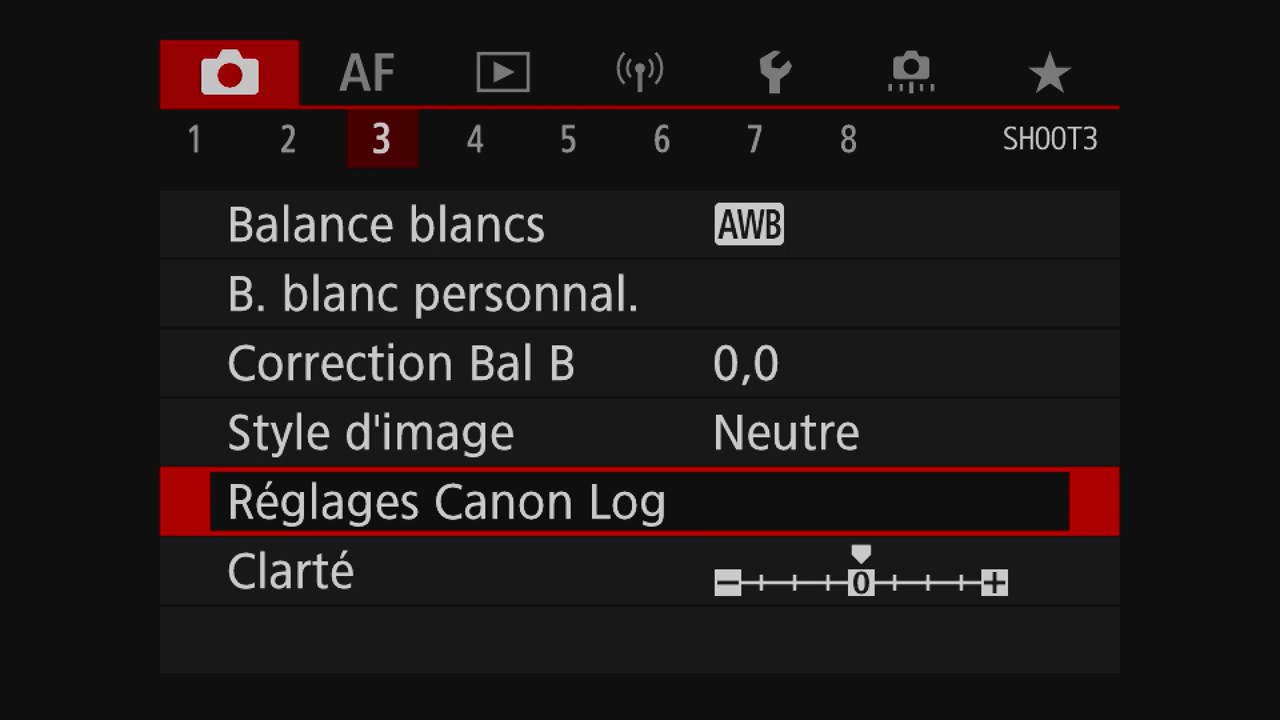 AF
1 2 3 4 5 6 7 8 SHOOT3
Balance blancs AWB
B. blanc personnal.
Correction Bal B 0,0
Style d'image Neutre
Réglages Canon Log
Clarté − 0 +